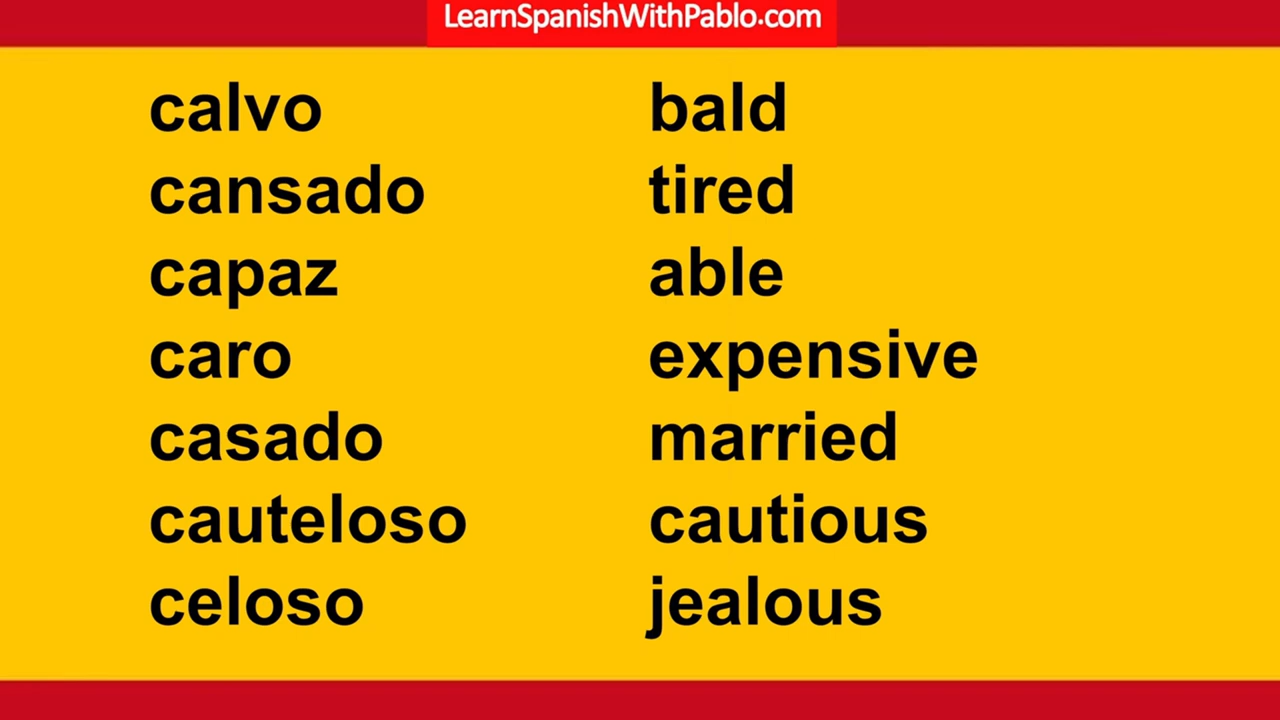 LearnSpanishWithPablo.com
calvo bald
cansado tired
capaz able
caro expensive
casado married
cauteloso cautious
celoso jealous